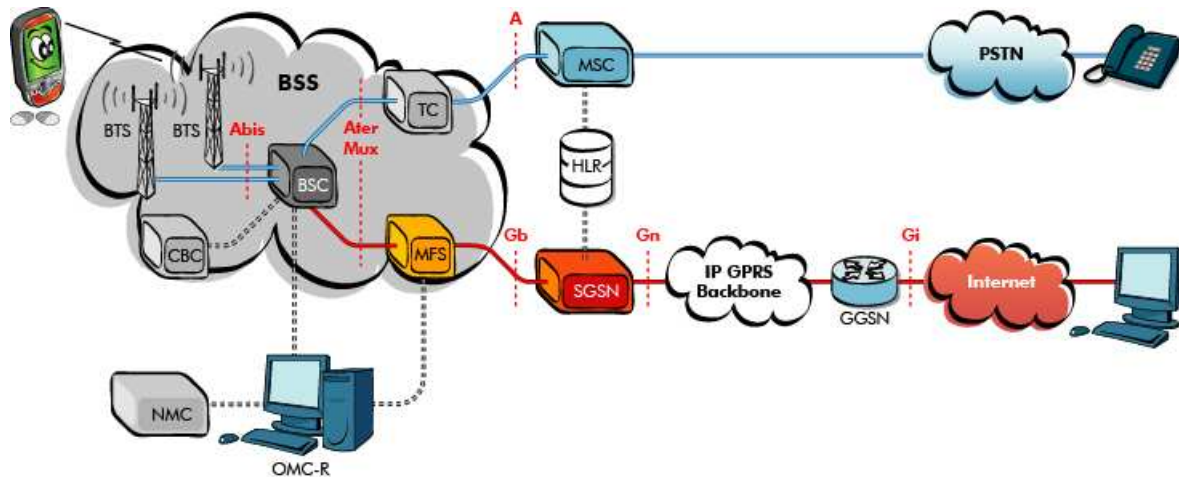 A
MSC
PSTN
BSS
TC
BTS
BTS
Abis
Ater
Mux
HLR
BSC
CBC
MFS
Gb
SGSN
Gn
IP GPRS
Backbone
GGSN
Gi
Internet
NMC
OMC-R